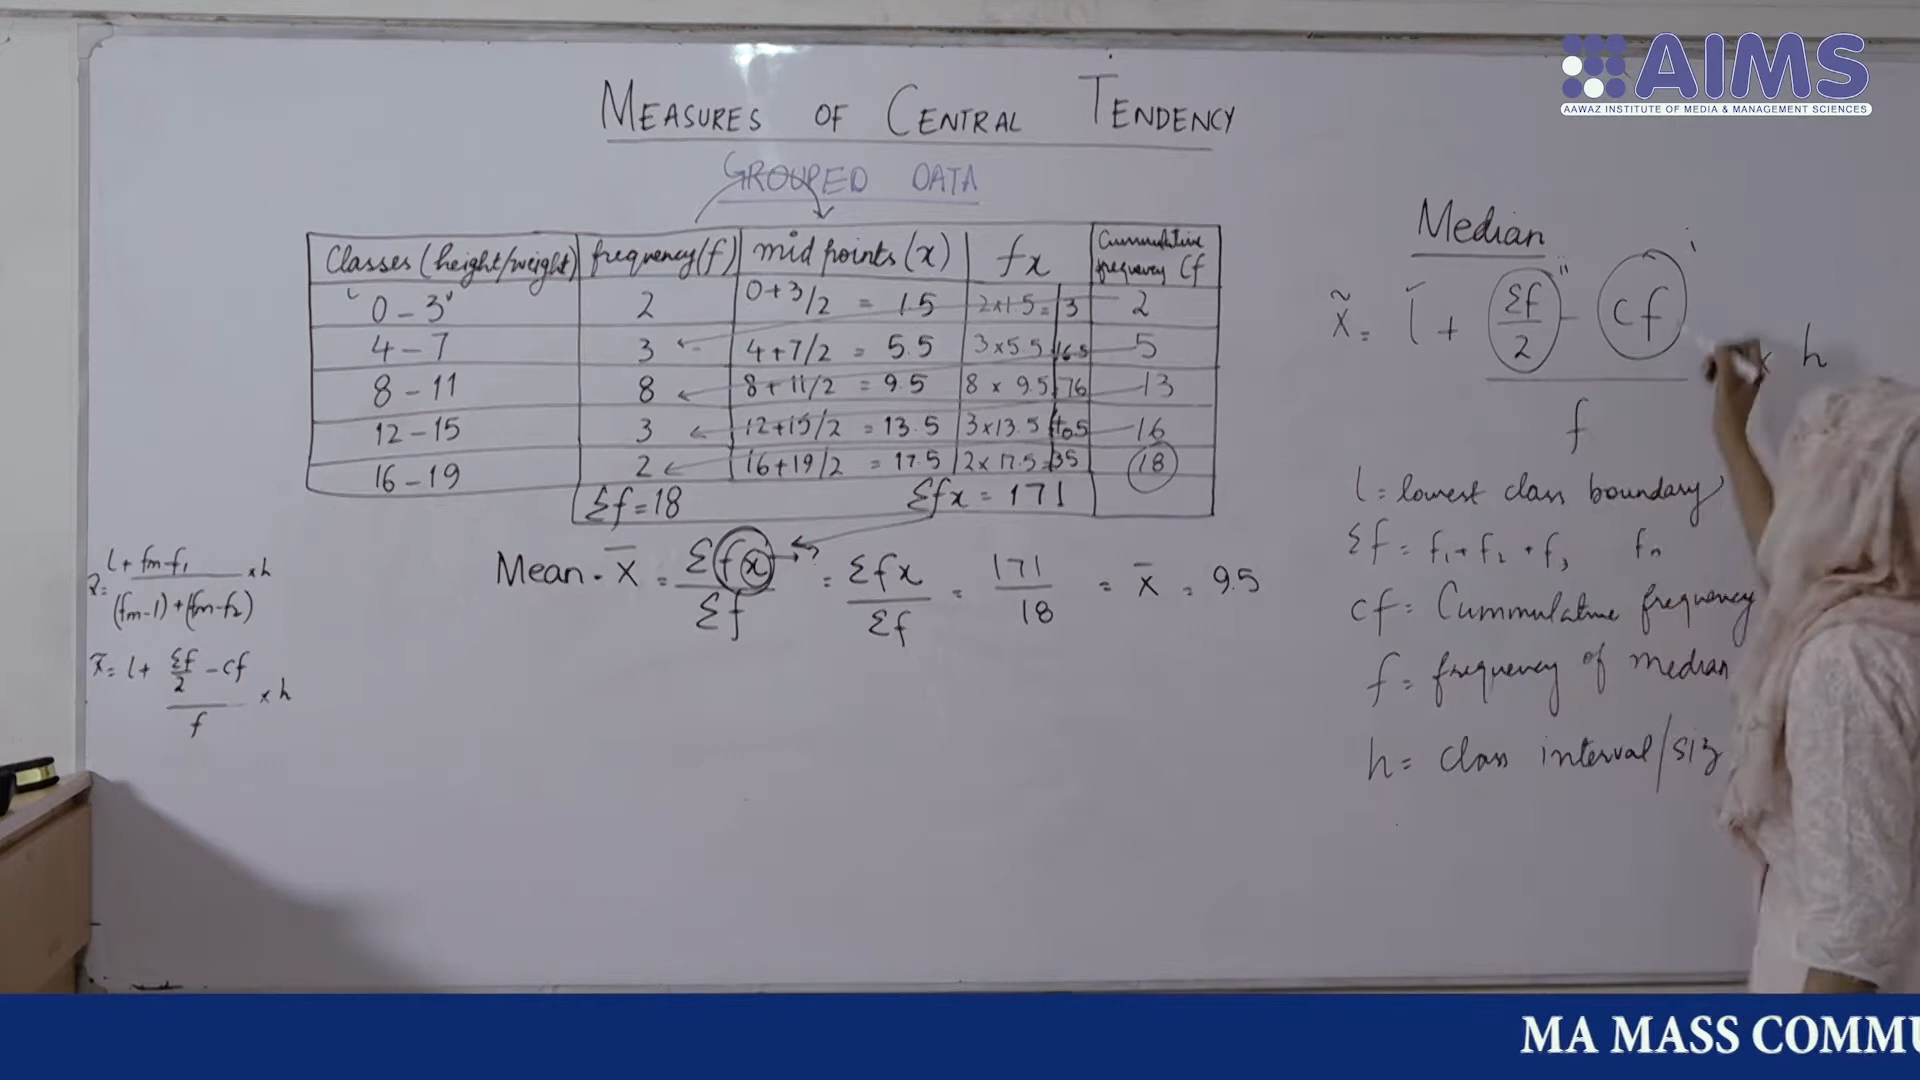 AIMS
AAWAZ INSTITUTE OF MEDIA & MANAGEMENT SCIENCES
MEASURES OF CENTRAL TENDENCY
GROUPED DATA
Classes (height/weight) frequency (f) mid points (x) fx Cummulative frequency Cf
0 – 3 2 0+3/2 = 1.5 2x1.5 = 3 2
4 – 7 3 4+7/2 = 5.5 3x5.5 16.5 5
8 – 11 8 8+11/2 = 9.5 8 x 9.5 76 13
12 – 15 3 12+15/2 = 13.5 3x13.5 40.5 16
16 – 19 2 16+19/2 = 17.5 2 x 17.5 = 35 18
Σf = 18 Σfx = 171
Mean. x̄ = Σfx / Σf = Σfx / Σf = 171 / 18 = x̄ = 9.5
l + fm-f1 / (fm-1)+(fm-f2) x h
x̃ = l + Σf/2 - cf / f x h
Median
x̃ = l + Σf/2 - cf / f x h
l = lowest class boundary
Σf = f1 + f2 + f3 fn
cf = Cummulative frequency
f = frequency of median
h = class interval/siz
MA MASS COMMU